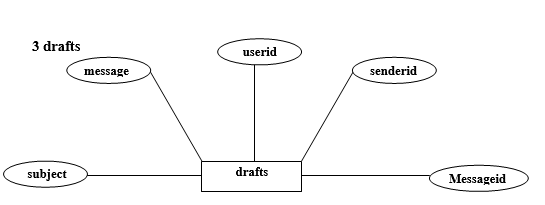 3 drafts
userid
message
senderid
subject
drafts
Messageid